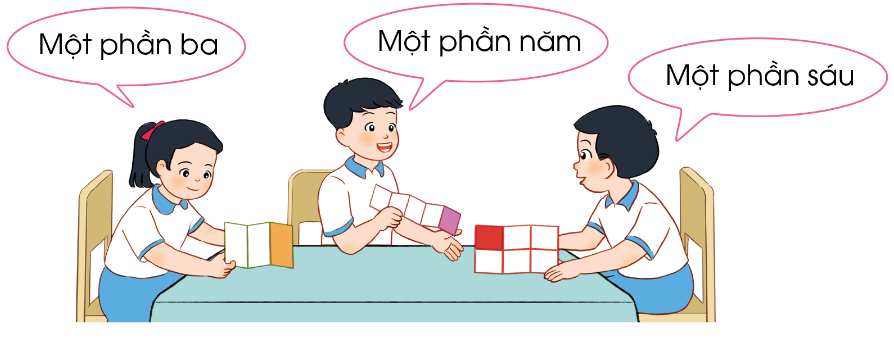 Một phần ba
Một phần năm
Một phần sáu